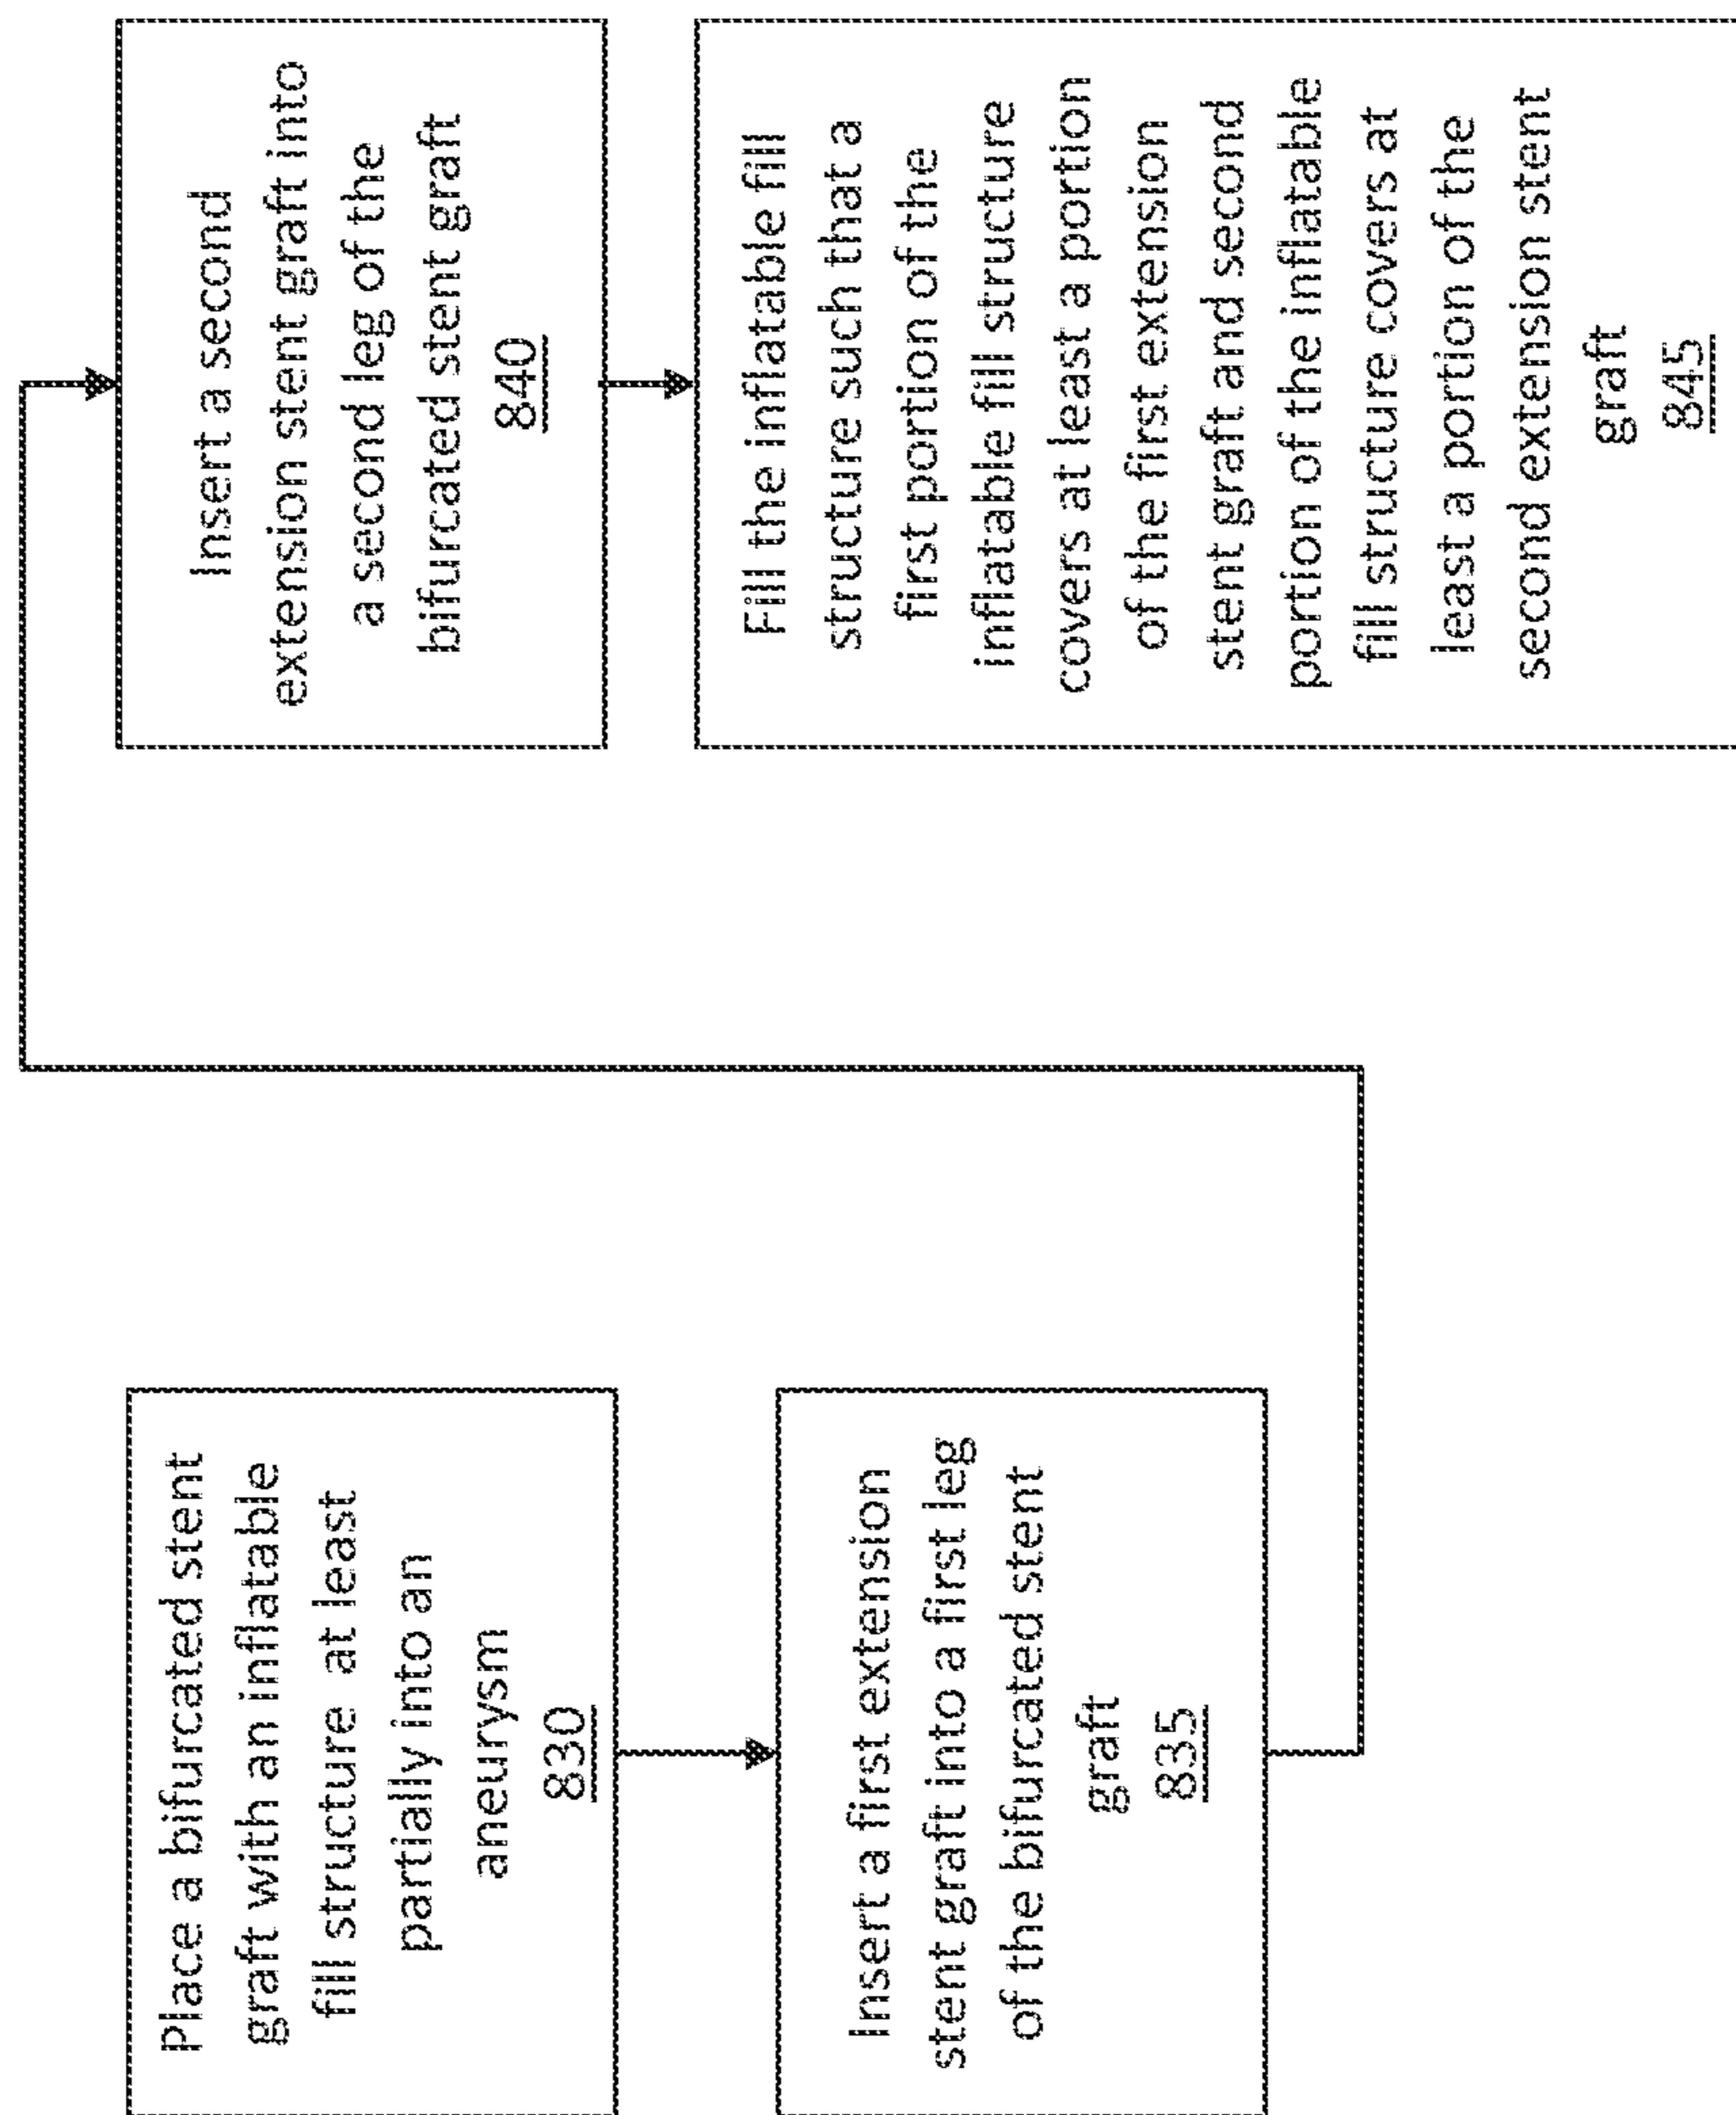 Place a bifurcated stent
graft with an inflatable
fill structure at least
partially into an
aneurysm
830
Insert a first extension
stent graft into a first leg
of the bifurcated stent
graft
835
Insert a second
extension stent graft into
a second leg of the
bifurcated stent graft
840
Fill the inflatable fill
structure such that a
first portion of the
inflatable fill structure
covers at least a portion
of the first extension
stent graft and second
portion of the inflatable
fill structure covers at
least a portion of the
second extension stent
graft
845